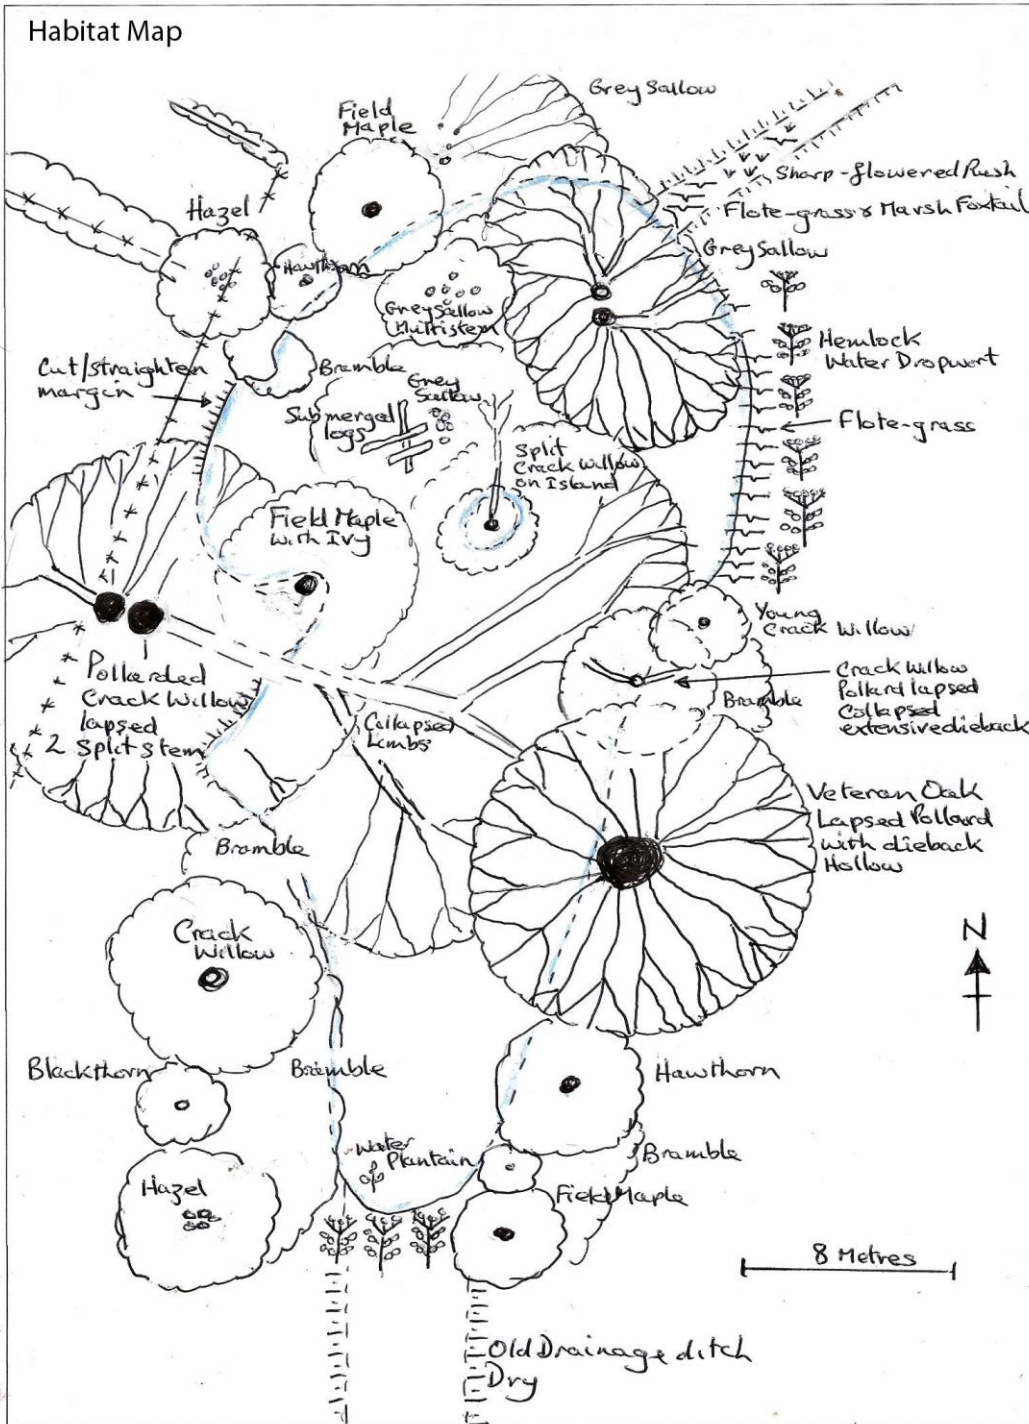 Habitat Map
Grey Sallow
Field
Maple
Sharp-flowered Rush
Flote-grass & Marsh Foxtail
Hazel
Grey Sallow
Hawthorn
Grey Sallow
Multistem
Hemlock
Water Dropwort
Cut/straighten
margin
Bramble
Grey
Sallow
Submerged
logs
Flote-grass
Split
Crack Willow
on Island
Field Maple
with Ivy
Young
Crack Willow
Pollarded
Crack Willow
lapsed
2 Split Stem
Crack Willow
Pollard lapsed
Collapsed
extensive dieback
Bramble
Collapsed
Limbs
Veteran Oak
Lapsed Pollard
with dieback
Hollow
Bramble
Crack
Willow
N
Blackthorn
Bramble
Hawthorn
Water
Plantain
Bramble
Hazel
Field Maple
8 Metres
Old Drainage ditch
Dry